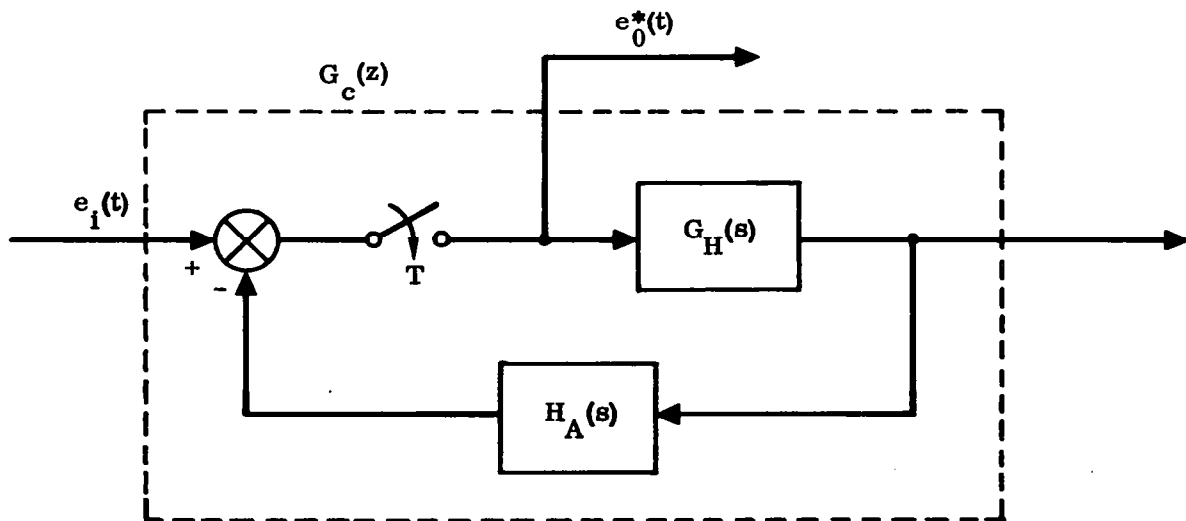 e*0(t)
Gc(z)
ei(t)
+
-
T
GH(s)
HA(s)